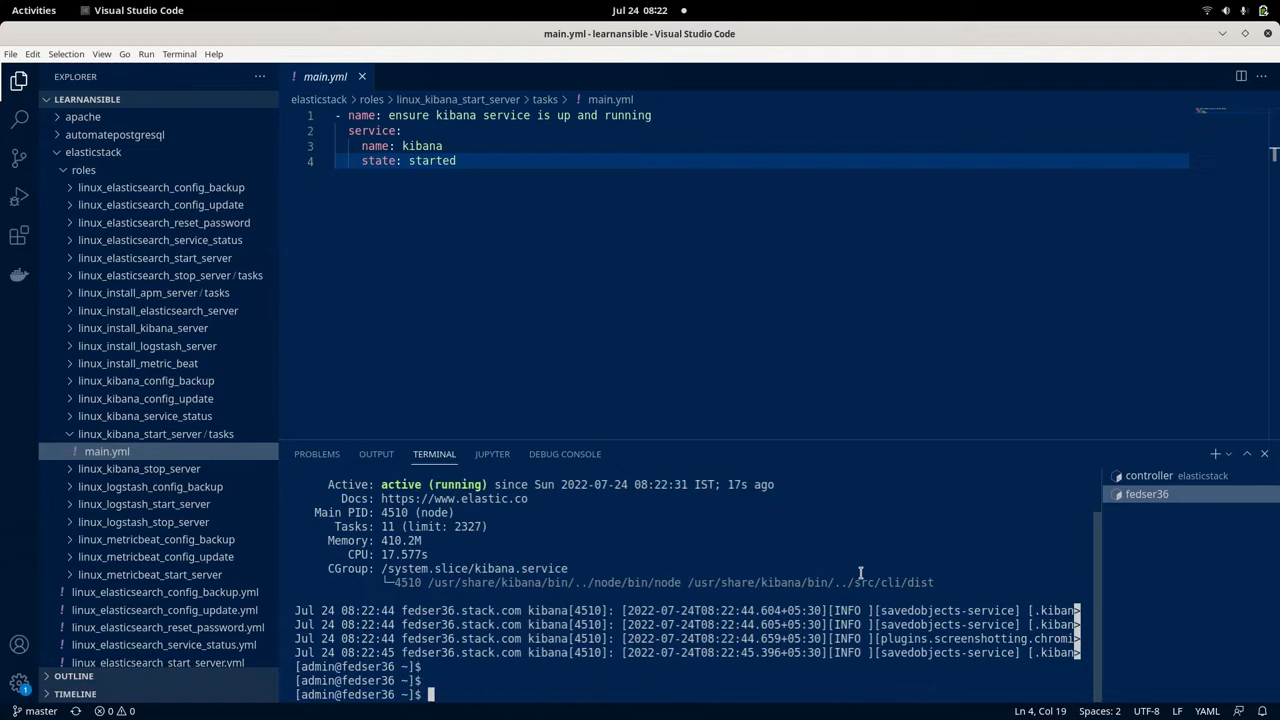 Activities Visual Studio Code Jul 24 08:22
main.yml - learnansible - Visual Studio Code
File Edit Selection View Go Run Terminal Help
EXPLORER
LEARNANSIBLE
apache
automatepostgresql
elasticstack
roles
linux_elasticsearch_config_backup
linux_elasticsearch_config_update
linux_elasticsearch_reset_password
linux_elasticsearch_service_status
linux_elasticsearch_start_server
linux_elasticsearch_stop_server / tasks
linux_install_apm_server / tasks
linux_install_elasticsearch_server
linux_install_kibana_server
linux_install_logstash_server
linux_install_metric_beat
linux_kibana_config_backup
linux_kibana_config_update
linux_kibana_service_status
linux_kibana_start_server / tasks
! main.yml
linux_kibana_stop_server
linux_logstash_config_backup
linux_logstash_start_server
linux_logstash_stop_server
linux_metricbeat_config_backup
linux_metricbeat_config_update
linux_metricbeat_start_server
! linux_elasticsearch_config_backup.yml
! linux_elasticsearch_config_update.yml
! linux_elasticsearch_reset_password.yml
! linux_elasticsearch_service_status.yml
! linux_elasticsearch_start_server.yml
OUTLINE
TIMELINE
! main.yml
elasticstack > roles > linux_kibana_start_server > tasks > ! main.yml
1 - name: ensure kibana service is up and running
2 service:
3 name: kibana
4 state: started
PROBLEMS OUTPUT TERMINAL JUPYTER DEBUG CONSOLE
controller elasticstack
fedser36
Active: active (running) since Sun 2022-07-24 08:22:31 IST; 17s ago
Docs: https://www.elastic.co
Main PID: 4510 (node)
Tasks: 11 (limit: 2327)
Memory: 410.2M
CPU: 17.577s
CGroup: /system.slice/kibana.service
└─4510 /usr/share/kibana/bin/../node/bin/node /usr/share/kibana/bin/../src/cli/dist
Jul 24 08:22:44 fedser36.stack.com kibana[4510]: [2022-07-24T08:22:44.604+05:30][INFO ][savedobjects-service] [.kiban>
Jul 24 08:22:44 fedser36.stack.com kibana[4510]: [2022-07-24T08:22:44.605+05:30][INFO ][savedobjects-service] [.kiban>
Jul 24 08:22:44 fedser36.stack.com kibana[4510]: [2022-07-24T08:22:44.659+05:30][INFO ][plugins.screenshotting.chromi>
Jul 24 08:22:45 fedser36.stack.com kibana[4510]: [2022-07-24T08:22:45.396+05:30][INFO ][savedobjects-service] [.kiban>
[admin@fedser36 ~]$
[admin@fedser36 ~]$
[admin@fedser36 ~]$
1
master 0 0 Ln 4, Col 19 Spaces: 2 UTF-8 LF YAML